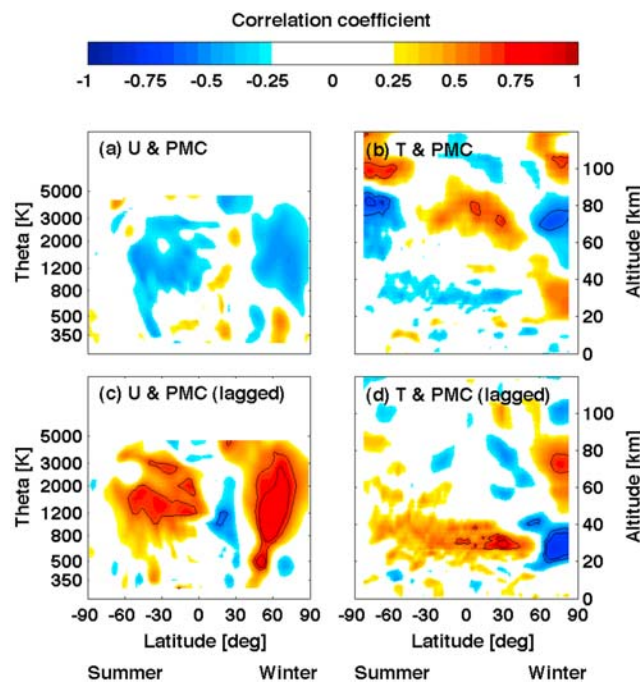 Correlation coefficient
-1 -0.75 -0.5 -0.25 0 0.25 0.5 0.75 1
(a) U & PMC
(b) T & PMC
Theta [K]
5000
3000
2000
1200
800
500
350
Altitude [km]
100
80
60
40
20
0
(c) U & PMC (lagged)
(d) T & PMC (lagged)
Theta [K]
5000
3000
2000
1200
800
500
350
Altitude [km]
100
80
60
40
20
0
-90 -60 -30 0 30 60 90
-90 -60 -30 0 30 60 90
Latitude [deg]
Latitude [deg]
Summer Winter
Summer Winter